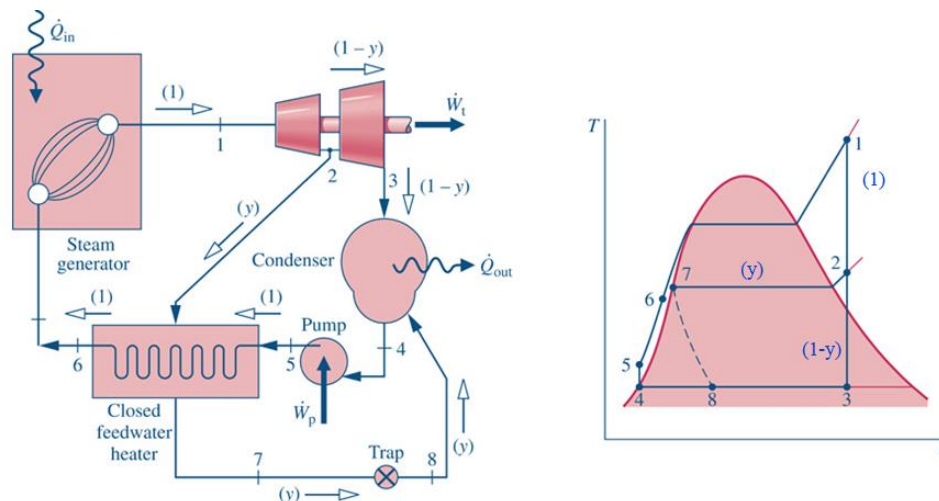 Q̇in
(1 – y)
(1)
Ẇt
1
2
3
(1 – y)
(y)
Steam
generator
Condenser
Q̇out
(1)
(1)
Pump
6
5
4
Ẇp
Closed
feedwater
heater
(y)
7
Trap
8
(y)
T
1
(1)
2
7
(y)
6
(1-y)
5
4
8
3